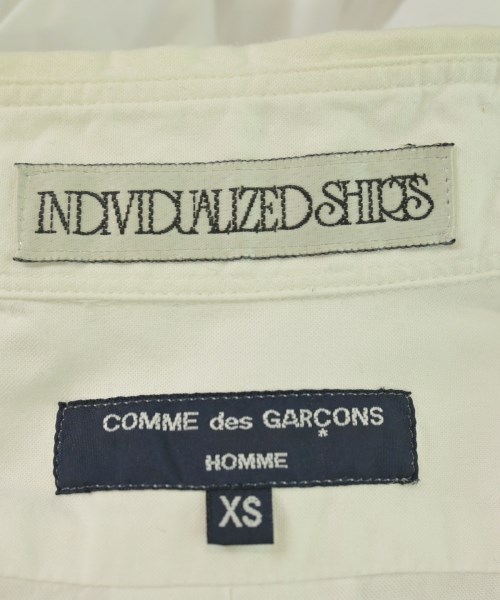 INDIVIDUALIZED SHIRTS
COMME des GARÇONS
HOMME
XS